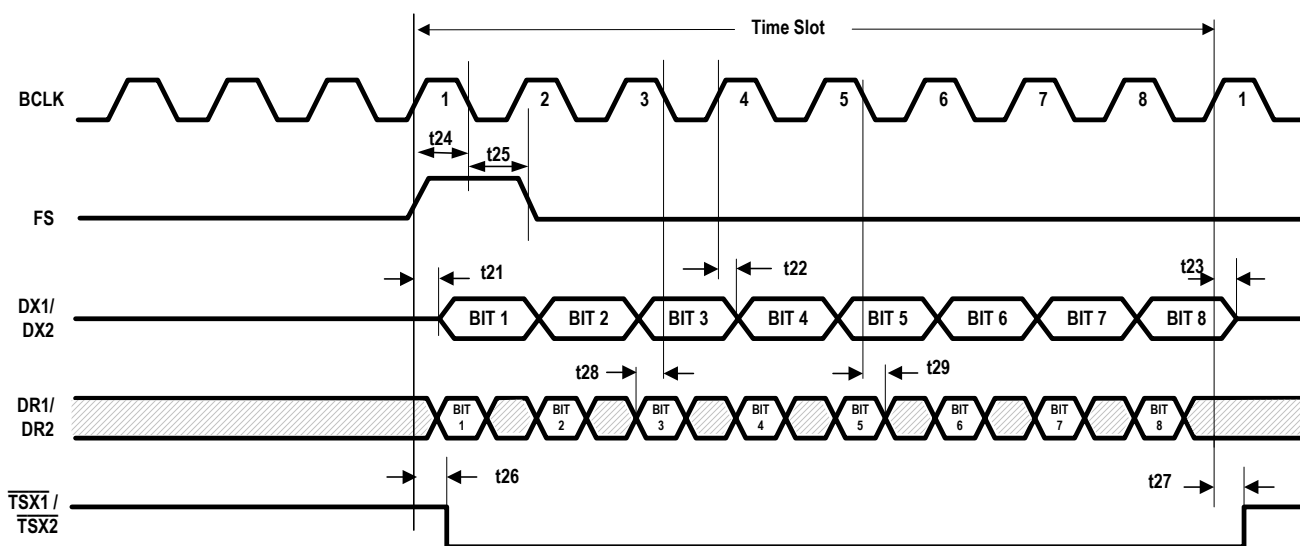 Time Slot
BCLK
1 2 3 4 5 6 7 8 1
t24
t25
FS
t21
t22
t23
DX1/
DX2
BIT 1 BIT 2 BIT 3 BIT 4 BIT 5 BIT 6 BIT 7 BIT 8
t28
t29
DR1/
DR2
BIT BIT BIT BIT BIT BIT BIT BIT
1 2 3 4 5 6 7 8
t26
t27
TSX1 /
TSX2